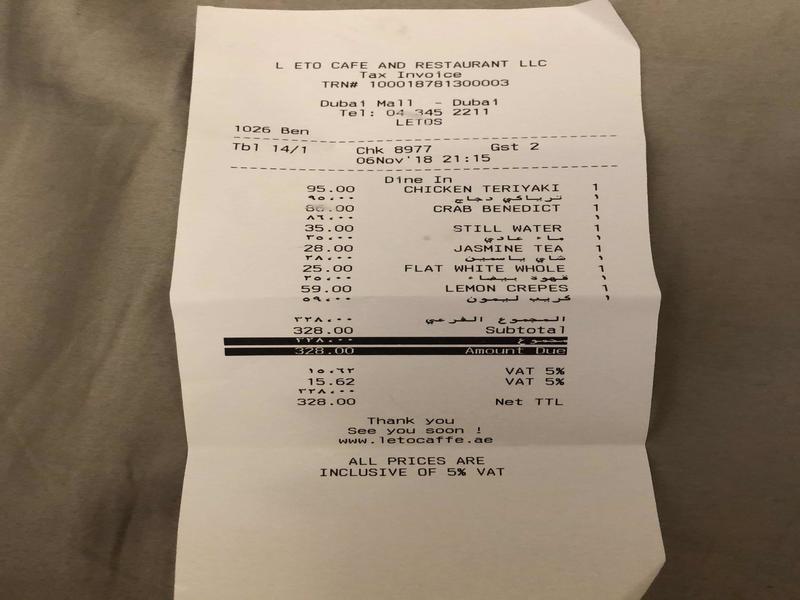 L ETO CAFE AND RESTAURANT LLC
Tax Invoice
TRN# 100018781300003
Dubai Mall - Dubai
Tel: 04 345 2211
LETOS
1026 Ben
Tbl 14/1 Chk 8977 Gst 2
06Nov'18 21:15
Dine In
95.00 CHICKEN TERIYAKI 1
٩٥.٠٠ ترياكي دجاج ١
86.00 CRAB BENEDICT 1
٨٦.٠٠ ١
35.00 STILL WATER 1
٣٥.٠٠ ماء عادي ١
28.00 JASMINE TEA 1
٢٨.٠٠ شاي ياسمين ١
25.00 FLAT WHITE WHOLE 1
٢٥.٠٠ قهوة بيضاء ١
59.00 LEMON CREPES 1
٥٩.٠٠ كريب ليمون ١
٣٢٨.٠٠ المجموع الفرعي
328.00 Subtotal
٣٢٨.٠٠ مجموع
328.00 Amount Due
١٥.٦٢ VAT 5%
15.62 VAT 5%
٣٢٨.٠٠
328.00 Net TTL
Thank you
See you soon !
www.letocaffe.ae
ALL PRICES ARE
INCLUSIVE OF 5% VAT